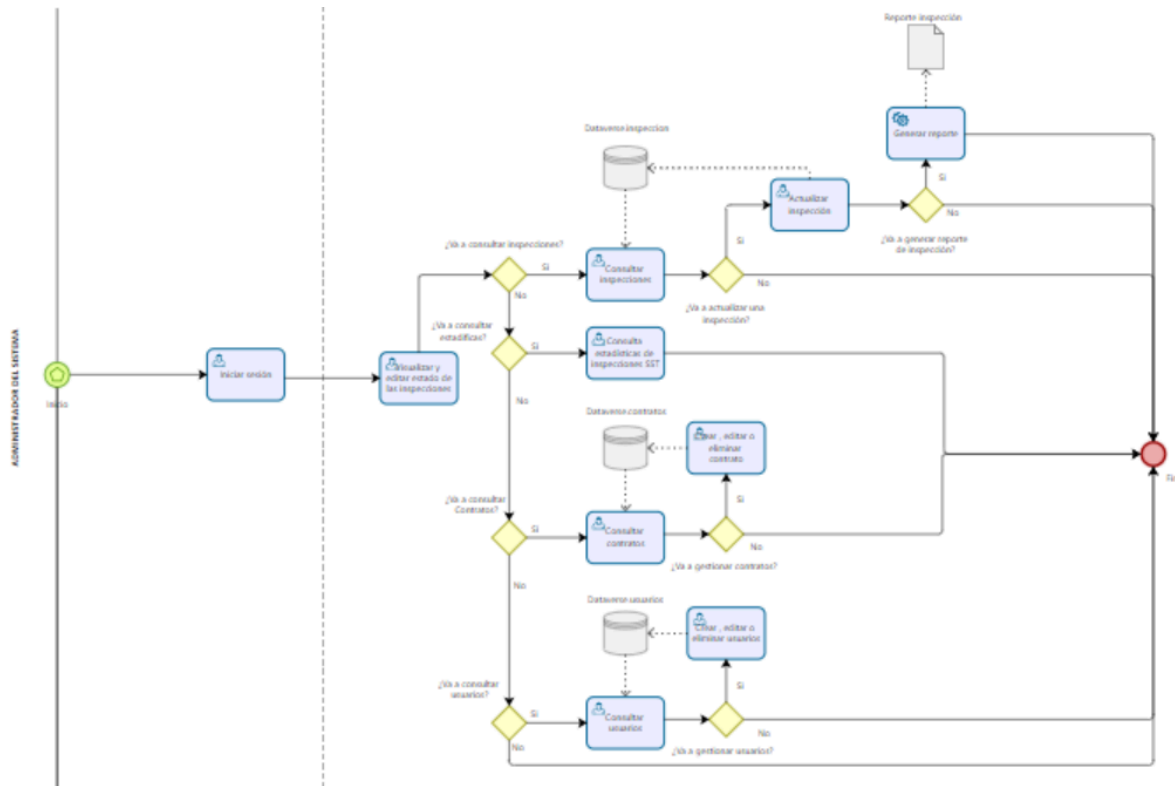 Reporte inspección
Generar reporte
Dataverse inspeccion
Si
Actualizar
inspección
No
¿Va a generar reporte
de inspección?
¿Va a consultar inspecciones?
Si
Consultar
inspecciones
Si
No
No
¿Va a actualizar una
inspección?
¿Va a consultar
Si
Consulta
estadísticas de
inspecciones SST
ADMINISTRADOR DEL SISTEMA
Inicio
Iniciar sesión
Visualizar y
editar estado de
las inspecciones
No
Dataverse contratos
Crear , editar o
eliminar
contrato
¿Va a consultar
Contratos?
Si
Si
Consultar
contratos
No
¿Va a gestionar contratos?
No
Dataverse usuarios
Crear , editar o
eliminar usuarios
¿Va a consultar
usuarios?
Si
Si
Consultar
usuarios
No
No
¿Va a gestionar usuarios?